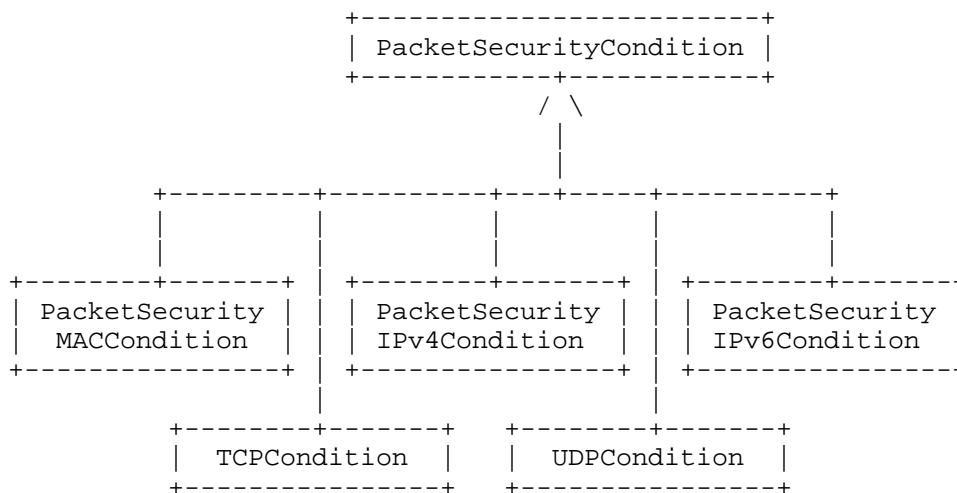 PacketSecurityCondition
PacketSecurity PacketSecurity PacketSecurity
MACCondition IPv4Condition IPv6Condition
TCPCondition UDPCondition